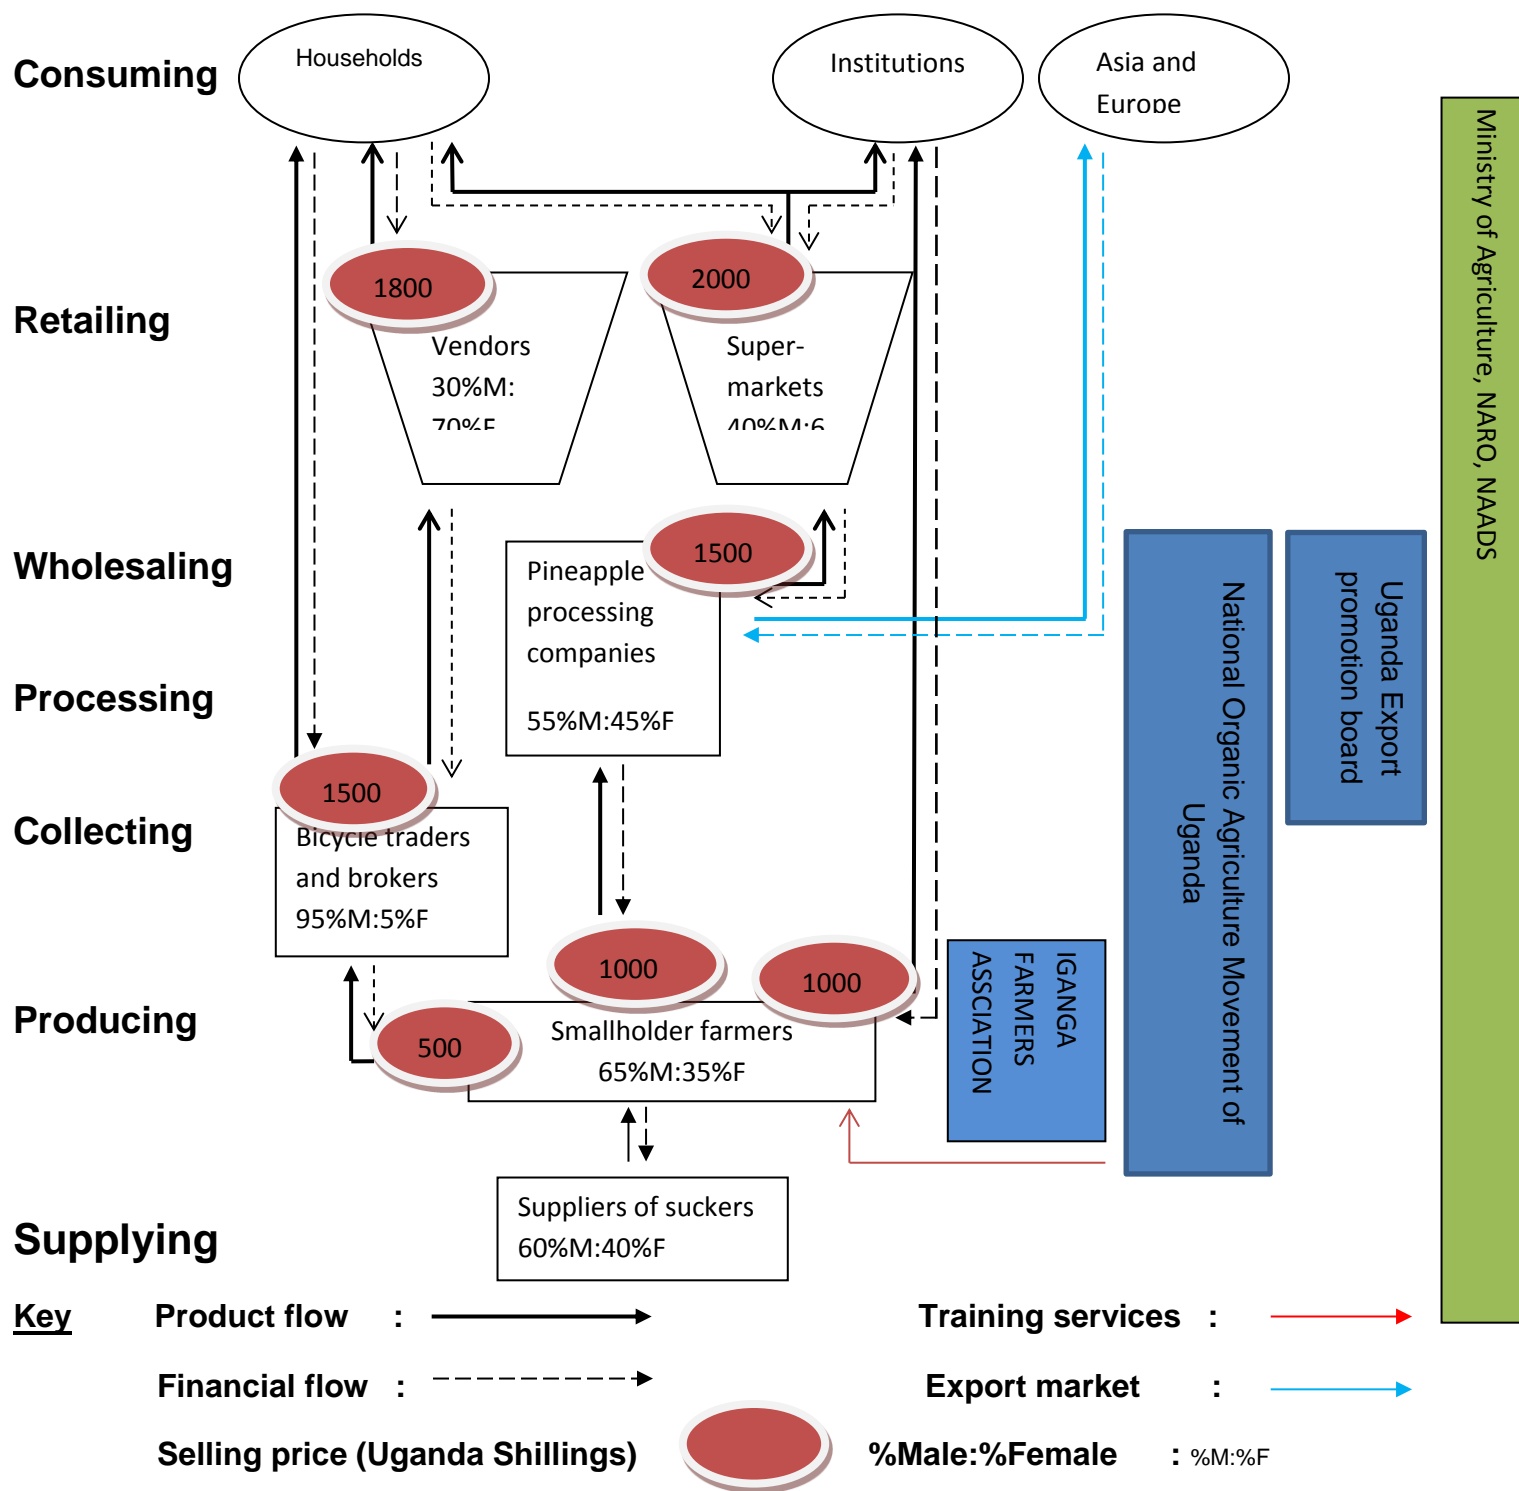 Consuming
Households
Institutions
Asia and
Europe
Ministry of Agriculture, NARO, NAADS
Retailing
1800
Vendors
30%M:
70%F
2000
Super-
markets
40%M:6
Wholesaling
1500
Pineapple
processing
companies
55%M:45%F
National Organic Agriculture Movement of
Uganda
Uganda Export
promotion board
Processing
Collecting
1500
Bicycle traders
and brokers
95%M:5%F
Producing
500
1000
1000
Smallholder farmers
65%M:35%F
IGANGA
FARMERS
ASSCIATION
Supplying
Suppliers of suckers
60%M:40%F
Key Product flow :
Training services :
Financial flow :
Export market :
Selling price (Uganda Shillings)
%Male:%Female : %M:%F